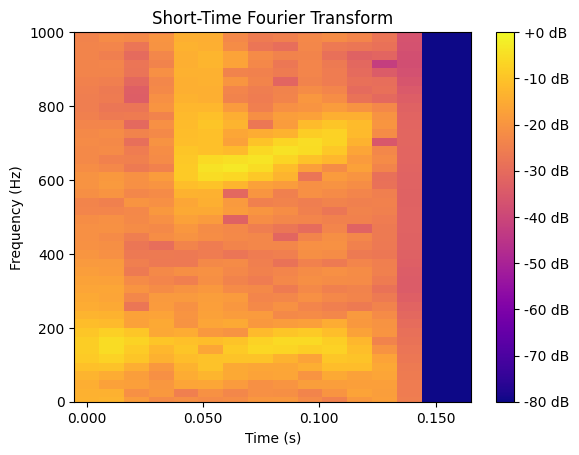 Short-Time Fourier Transform
1000
800
600
400
200
0
Frequency (Hz)
0.000
0.050
0.100
0.150
Time (s)
+0 dB
-10 dB
-20 dB
-30 dB
-40 dB
-50 dB
-60 dB
-70 dB
-80 dB